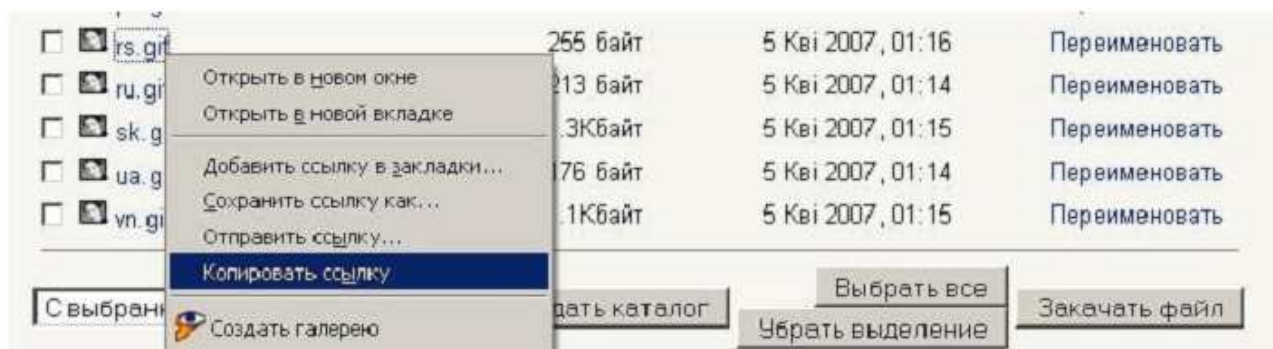 rs.gif 255 байт 5 Кві 2007, 01:16 Переименовать
Открыть в новом окне
ru.gif 213 байт 5 Кві 2007, 01:14 Переименовать
Открыть в новой вкладке
sk.g .3Кбайт 5 Кві 2007, 01:15 Переименовать
Добавить ссылку в закладки...
ua.g 176 байт 5 Кві 2007, 01:14 Переименовать
Сохранить ссылку как...
vn.gi .1Кбайт 5 Кві 2007, 01:15 Переименовать
Отправить ссылку...
Копировать ссылку
С выбранн дать каталог Выбрать все Закачать файл
Создать галерею Убрать выделение